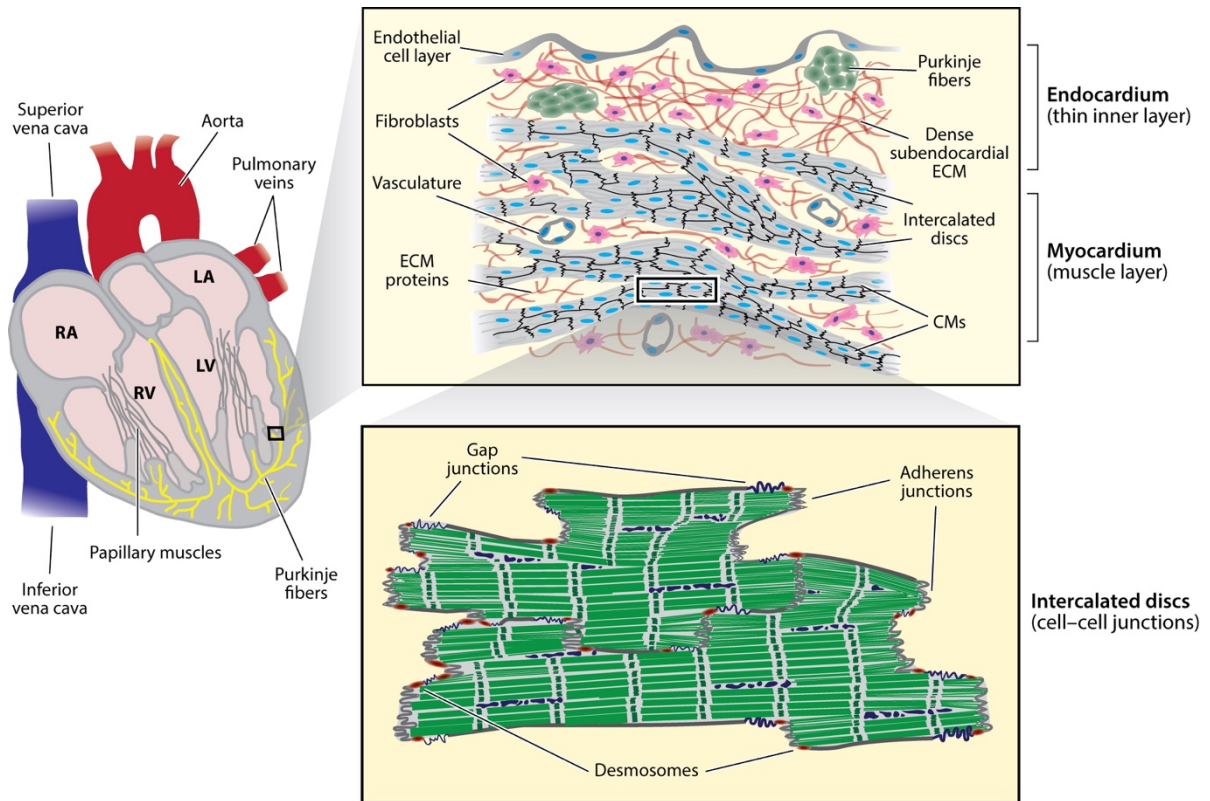 Superior
vena cava
Aorta
Pulmonary
veins
LA
RA
LV
RV
Papillary muscles
Inferior
vena cava
Purkinje
fibers
Endothelial
cell layer
Fibroblasts
Vasculature
ECM
proteins
Purkinje
fibers
Dense
subendocardial
ECM
Intercalated
discs
CMs
Endocardium
(thin inner layer)
Myocardium
(muscle layer)
Gap
junctions
Adherens
junctions
Desmosomes
Intercalated discs
(cell–cell junctions)